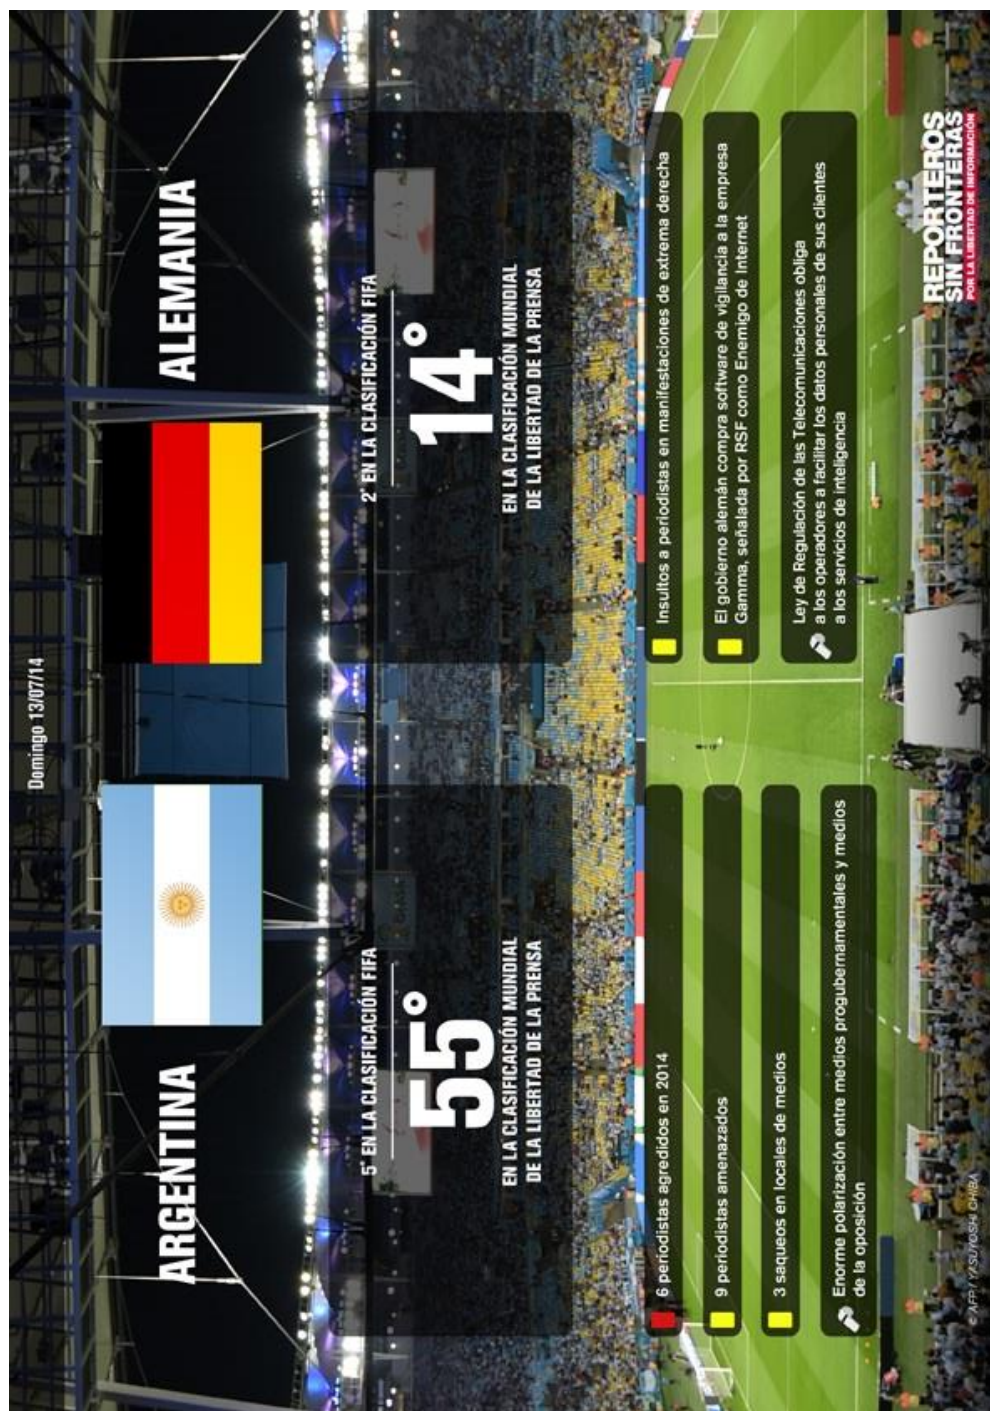 Domingo 13/07/14
ARGENTINA
ALEMANIA
5° EN LA CLASIFICACIÓN FIFA
55°
EN LA CLASIFICACIÓN MUNDIAL
DE LA LIBERTAD DE LA PRENSA
2° EN LA CLASIFICACIÓN FIFA
14°
EN LA CLASIFICACIÓN MUNDIAL
DE LA LIBERTAD DE LA PRENSA
6 periodistas agredidos en 2014
9 periodistas amenazados
3 saqueos en locales de medios
Enorme polarización entre medios progubernamentales y medios
de la oposición
Insultos a periodistas en manifestaciones de extrema derecha
El gobierno alemán compra software de vigilancia a la empresa
Gamma, señalada por RSF como Enemigo de Internet
Ley de Regulación de las Telecomunicaciones obliga
a los operadores a facilitar los datos personales de sus clientes
a los servicios de inteligencia
© AFP / YASUYOSHI CHIBA
REPORTEROS
SIN FRONTERAS
POR LA LIBERTAD DE INFORMACIÓN